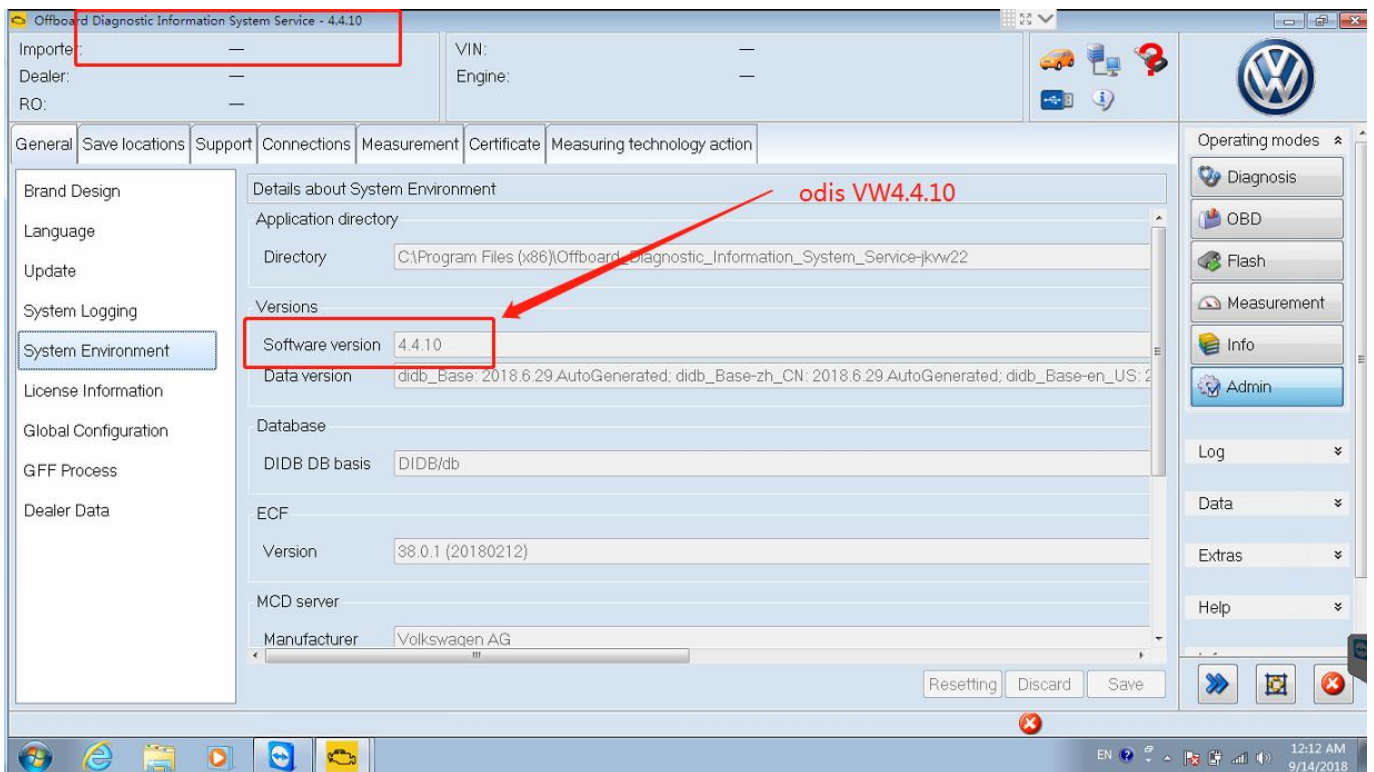 Offboard Diagnostic Information System Service - 4.4.10
Importer: —
VIN: —
Dealer: —
Engine: —
RO: —
General Save locations Support Connections Measurement Certificate Measuring technology action
Operating modes
Brand Design
Language
Update
System Logging
System Environment
License Information
Global Configuration
GFF Process
Dealer Data
Details about System Environment
odis VW4.4.10
Application directory
Directory C:\Program Files (x86)\Offboard_Diagnostic_Information_System_Service-jkvw22
Versions
Software version 4.4.10
Data version didb_Base: 2018.6.29.AutoGenerated; didb_Base-zh_CN: 2018.6.29.AutoGenerated; didb_Base-en_US: 2
Database
DIDB DB basis DIDB/db
ECF
Version 38.0.1 (20180212)
MCD server
Manufacturer Volkswagen AG
Resetting Discard Save
Diagnosis
OBD
Flash
Measurement
Info
Admin
Log
Data
Extras
Help
EN
12:12 AM
9/14/2018